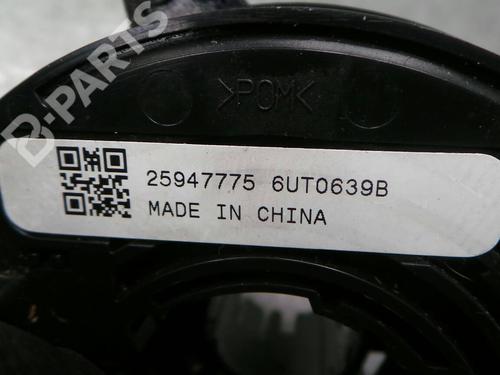 B-PARTS
>POM<
25947775 6UT0639B
MADE IN CHINA